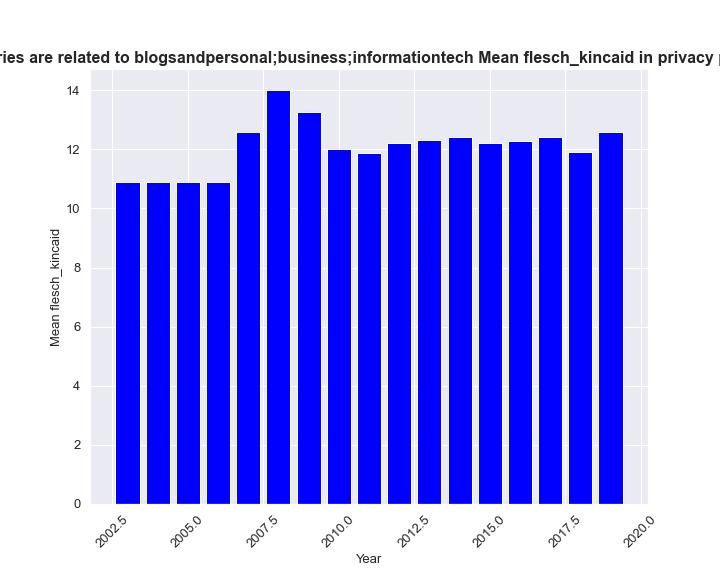 ries are related to blogsandpersonal;business;informationtech Mean flesch_kincaid in privacy
Mean flesch_kincaid
14
12
10
8
6
4
2
0
2002.5 2005.0 2007.5 2010.0 2012.5 2015.0 2017.5 2020.0
Year